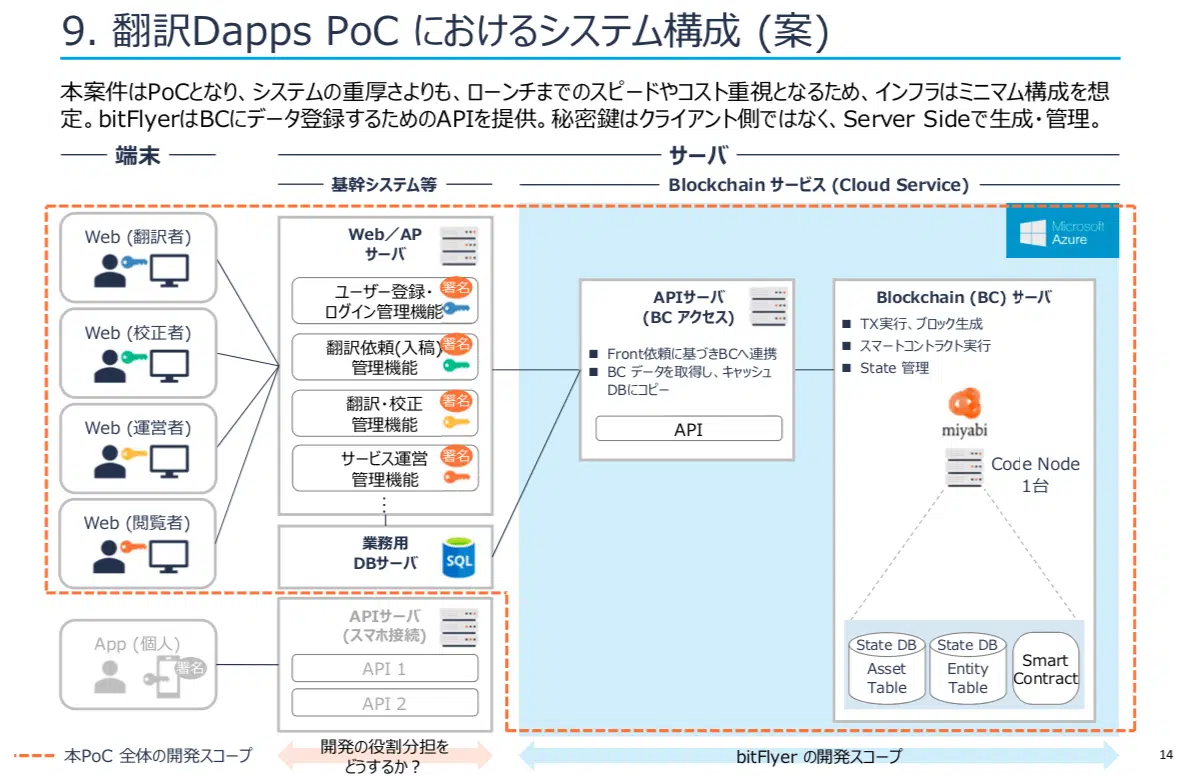 9. 翻訳Dapps PoC におけるシステム構成 (案)
本案件はPoCとなり、システムの重厚さよりも、ローンチまでのスピードやコスト重視となるため、インフラはミニマム構成を想
定。bitFlyerはBCにデータ登録するためのAPIを提供。秘密鍵はクライアント側ではなく、Server Sideで生成・管理。
端末
サーバ
基幹システム等
Blockchain サービス (Cloud Service)
Web (翻訳者)
Web (校正者)
Web (運営者)
Web (閲覧者)
App (個人)
署名
Web／AP
サーバ
ユーザー登録・
ログイン管理機能
署名
翻訳依頼(入稿)
管理機能
署名
翻訳・校正
管理機能
署名
サービス運営
管理機能
署名
⋮
業務用
DBサーバ
SQL
APIサーバ
(スマホ接続)
API 1
API 2
APIサーバ
(BC アクセス)
■ Front依頼に基づきBCへ連携
■ BC データを取得し、キャッシュ
DBにコピー
API
Microsoft
Azure
Blockchain (BC) サーバ
■ TX実行、ブロック生成
■ スマートコントラクト実行
■ State 管理
miyabi
Code Node
1台
State DB
Asset
Table
State DB
Entity
Table
Smart
Contract
本PoC 全体の開発スコープ
開発の役割分担を
どうするか？
bitFlyer の開発スコープ
14